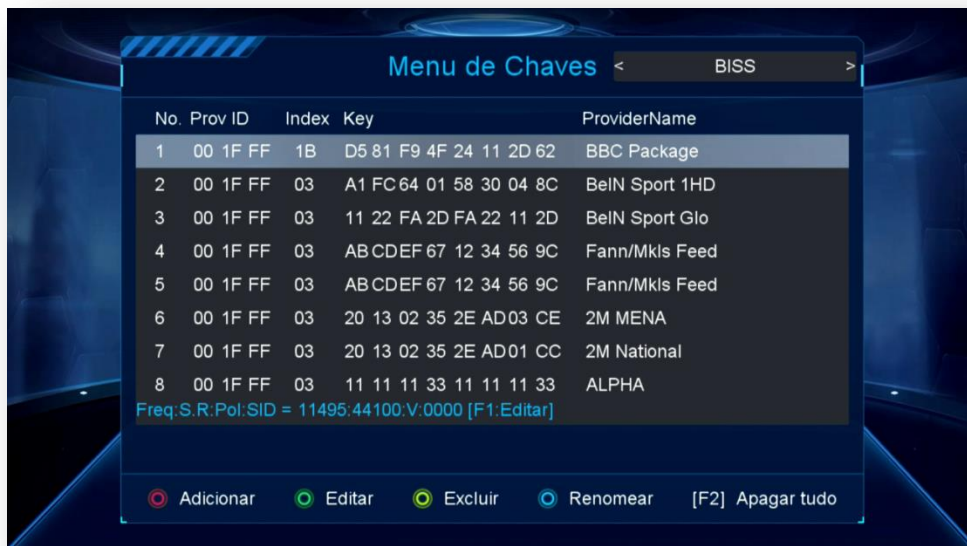 Menu de Chaves < BISS >
No. Prov ID Index Key ProviderName
1 00 1F FF 1B D5 81 F9 4F 24 11 2D 62 BBC Package
2 00 1F FF 03 A1 FC 64 01 58 30 04 8C BeIN Sport 1HD
3 00 1F FF 03 11 22 FA 2D FA 22 11 2D BeIN Sport Glo
4 00 1F FF 03 AB CD EF 67 12 34 56 9C Fann/Mkls Feed
5 00 1F FF 03 AB CD EF 67 12 34 56 9C Fann/Mkls Feed
6 00 1F FF 03 20 13 02 35 2E AD 03 CE 2M MENA
7 00 1F FF 03 20 13 02 35 2E AD 01 CC 2M National
8 00 1F FF 03 11 11 11 33 11 11 11 33 ALPHA
Freq:S.R:Pol:SID = 11495:44100:V:0000 [F1:Editar]
Adicionar Editar Excluir Renomear [F2] Apagar tudo